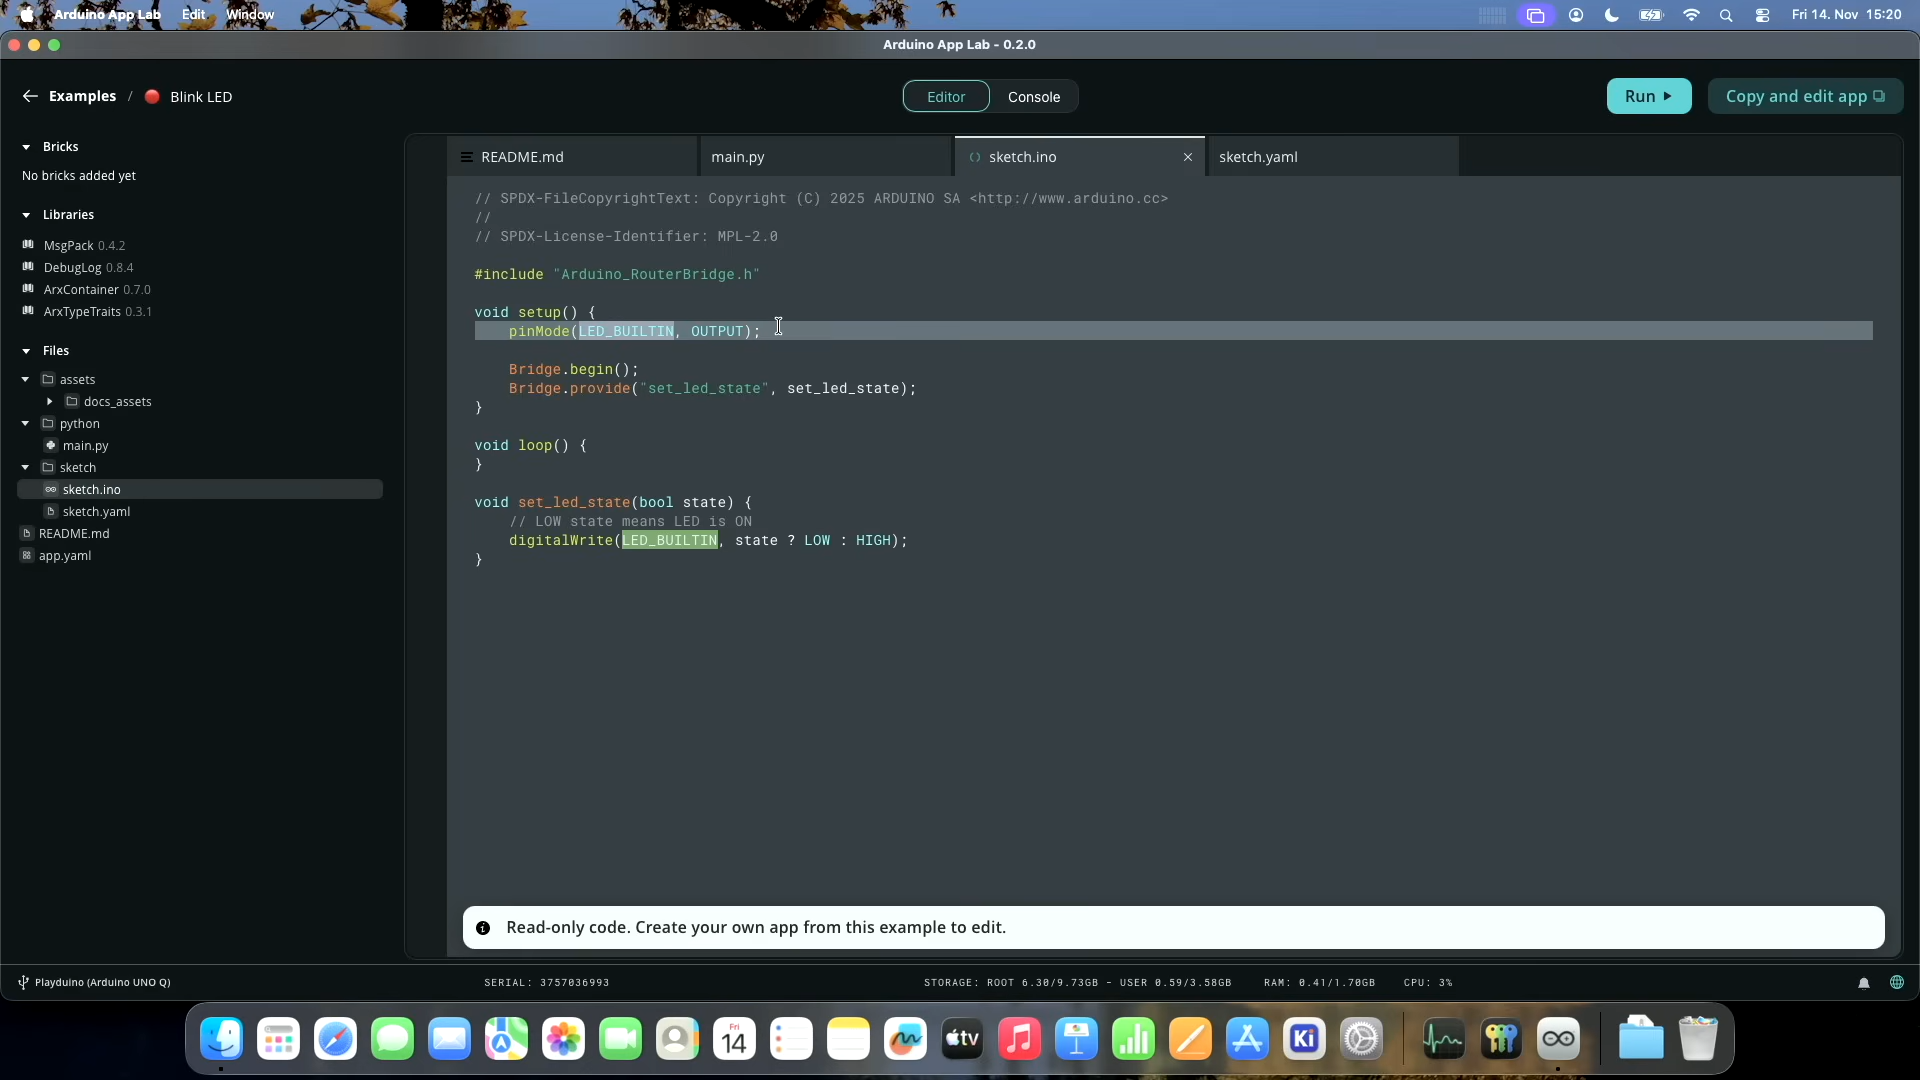 Arduino App Lab Edit Window Fri 14. Nov 15:20
Arduino App Lab - 0.2.0
Examples / Blink LED
Editor Console
Run Copy and edit app
Bricks
No bricks added yet
Libraries
MsgPack 0.4.2
DebugLog 0.8.4
ArxContainer 0.7.0
ArxTypeTraits 0.3.1
Files
assets
docs_assets
python
main.py
sketch
sketch.ino
sketch.yaml
README.md
app.yaml
README.md main.py sketch.ino sketch.yaml
// SPDX-FileCopyrightText: Copyright (C) 2025 ARDUINO SA <http://www.arduino.cc>
//
// SPDX-License-Identifier: MPL-2.0
#include "Arduino_RouterBridge.h"
void setup() {
pinMode(LED_BUILTIN, OUTPUT);
Bridge.begin();
Bridge.provide("set_led_state", set_led_state);
}
void loop() {
}
void set_led_state(bool state) {
// LOW state means LED is ON
digitalWrite(LED_BUILTIN, state ? LOW : HIGH);
}
Read-only code. Create your own app from this example to edit.
Playduino (Arduino UNO Q) SERIAL: 3757036993 STORAGE: ROOT 6.30/9.73GB - USER 0.59/3.58GB RAM: 0.41/1.70GB CPU: 3%
Fri
14
tv
Ki